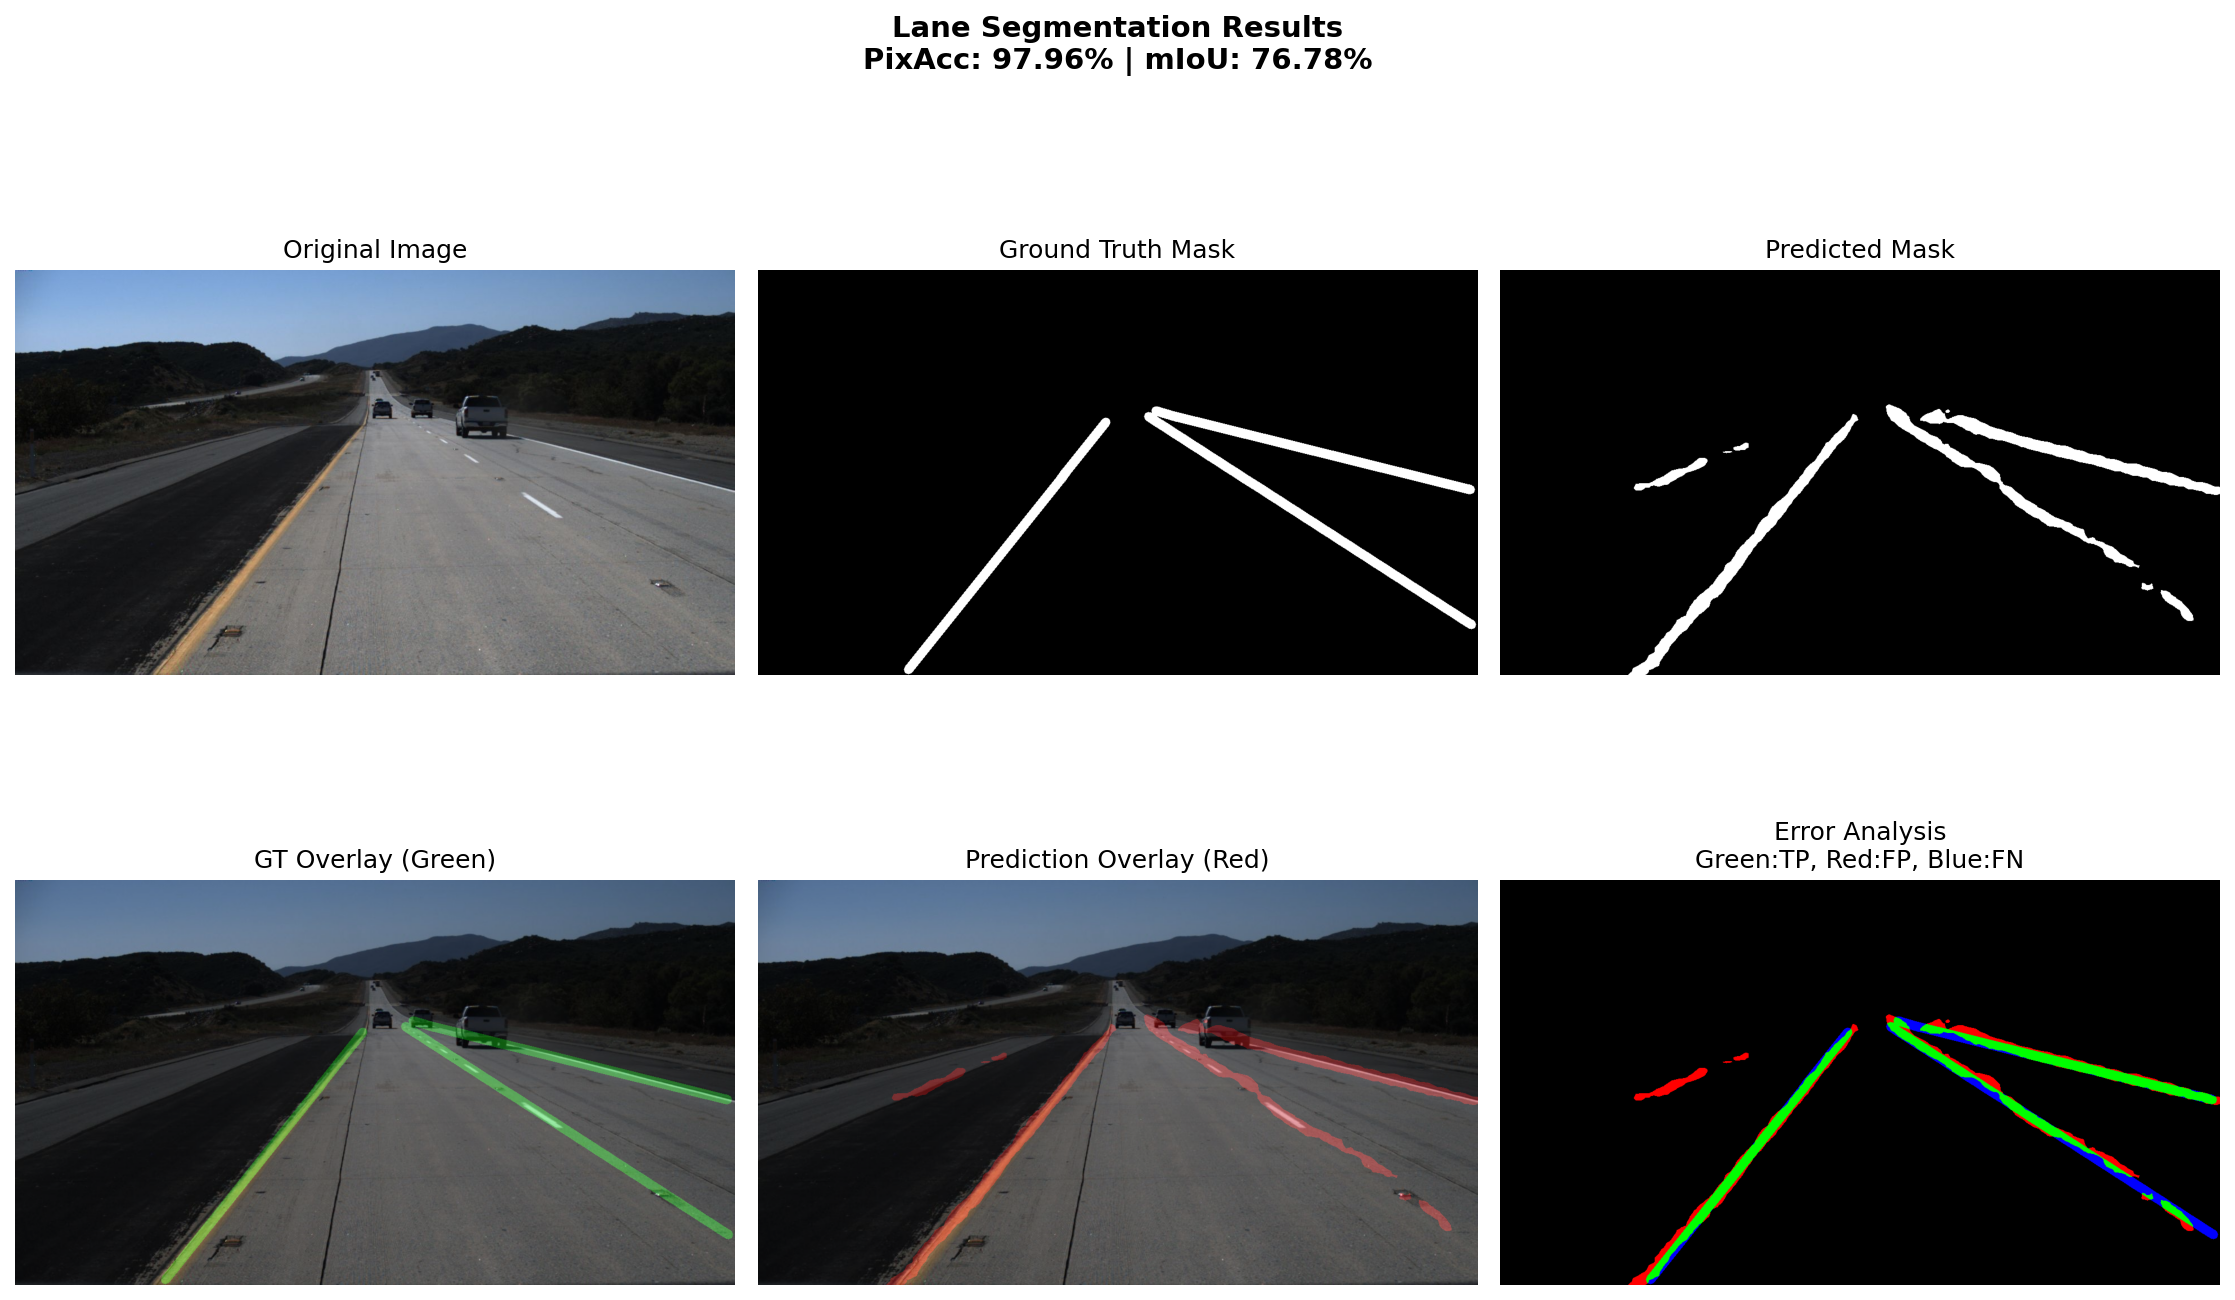 Lane Segmentation Results
PixAcc: 97.96% | mIoU: 76.78%
Original Image
Ground Truth Mask
Predicted Mask
GT Overlay (Green)
Prediction Overlay (Red)
Error Analysis
Green:TP, Red:FP, Blue:FN